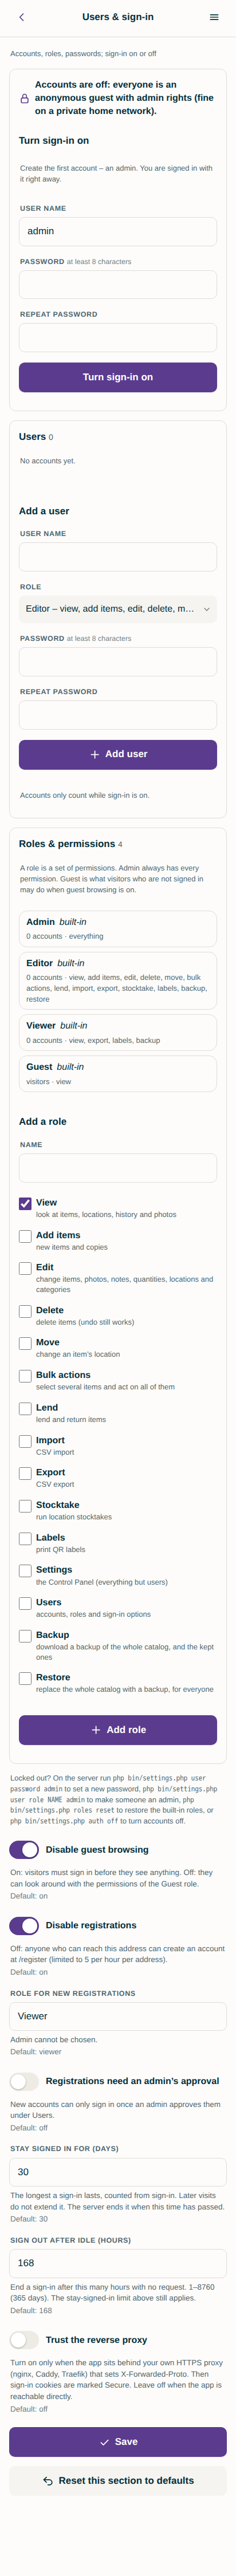 Users & sign-in
Accounts, roles, passwords; sign-in on or off
Accounts are off: everyone is an
anonymous guest with admin rights (fine
on a private home network).
Turn sign-in on
Create the first account – an admin. You are signed in with
it right away.
USER NAME
admin
PASSWORD at least 8 characters
REPEAT PASSWORD
Turn sign-in on
Users 0
No accounts yet.
Add a user
USER NAME
ROLE
Editor – view, add items, edit, delete, m…
PASSWORD at least 8 characters
REPEAT PASSWORD
Add user
Accounts only count while sign-in is on.
Roles & permissions 4
A role is a set of permissions. Admin always has every
permission. Guest is what visitors who are not signed in
may do when guest browsing is on.
Admin built-in
0 accounts · everything
Editor built-in
0 accounts · view, add items, edit, delete, move, bulk
actions, lend, import, export, stocktake, labels, backup,
restore
Viewer built-in
0 accounts · view, export, labels, backup
Guest built-in
visitors · view
Add a role
NAME
View
look at items, locations, history and photos
Add items
new items and copies
Edit
change items, photos, notes, quantities, locations and
categories
Delete
delete items (undo still works)
Move
change an item's location
Bulk actions
select several items and act on all of them
Lend
lend and return items
Import
CSV import
Export
CSV export
Stocktake
run location stocktakes
Labels
print QR labels
Settings
the Control Panel (everything but users)
Users
accounts, roles and sign-in options
Backup
download a backup of the whole catalog, and the kept
ones
Restore
replace the whole catalog with a backup, for everyone
Add role
Locked out? On the server run php bin/settings.php user
password admin to set a new password, php bin/settings.php
user role NAME admin to make someone an admin, php
bin/settings.php roles reset to restore the built-in roles, or
php bin/settings.php auth off to turn accounts off.
Disable guest browsing
On: visitors must sign in before they see anything. Off: they
can look around with the permissions of the Guest role.
Default: on
Disable registrations
Off: anyone who can reach this address can create an account
at /register (limited to 5 per hour per address).
Default: on
ROLE FOR NEW REGISTRATIONS
Viewer
Admin cannot be chosen.
Default: viewer
Registrations need an admin's approval
New accounts can only sign in once an admin approves them
under Users.
Default: off
STAY SIGNED IN FOR (DAYS)
30
The longest a sign-in lasts, counted from sign-in. Later visits
do not extend it. The server ends it when this time has passed.
Default: 30
SIGN OUT AFTER IDLE (HOURS)
168
End a sign-in after this many hours with no request. 1–8760
(365 days). The stay-signed-in limit above still applies.
Default: 168
Trust the reverse proxy
Turn on only when the app sits behind your own HTTPS proxy
(nginx, Caddy, Traefik) that sets X-Forwarded-Proto. Then
sign-in cookies are marked Secure. Leave off when the app is
reachable directly.
Default: off
Save
Reset this section to defaults